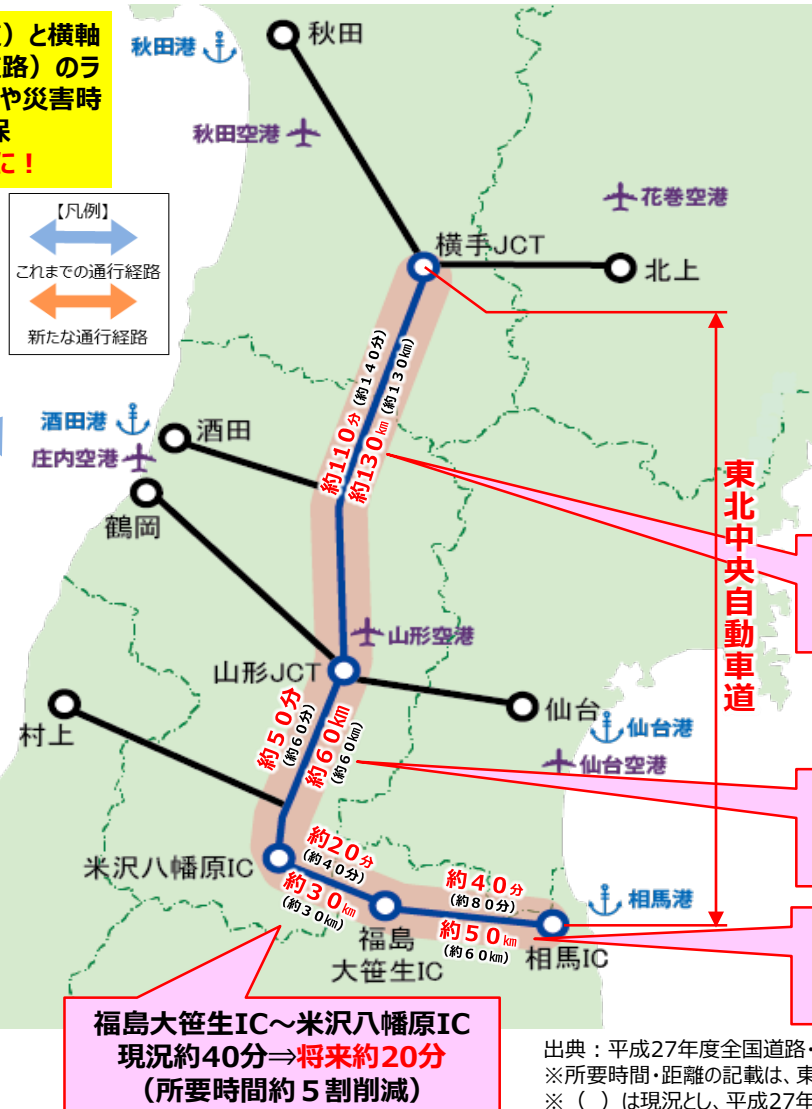 ）と横軸
路）のラ
や災害時
保
に！
【凡例】
これまでの通行経路
新たな通行経路
秋田港
秋田
秋田空港
花巻空港
横手JCT
北上
約110分（約140分）
約130㎞（約130㎞）
酒田港
酒田
庄内空港
鶴岡
東北中央自動車道
山形空港
山形JCT
仙台
仙台港
仙台空港
村上
約50分
（約60分）
約60㎞
（約60㎞）
米沢八幡原IC
約20分
（約40分）
約30㎞
（約30㎞）
約40分
（約80分）
約50㎞
（約60㎞）
相馬港
福島
大笹生IC
相馬IC
福島大笹生IC～米沢八幡原IC
現況約40分⇒将来約20分
（所要時間約５割削減）
出典：平成27年度全国道路・
※所要時間・距離の記載は、東
※（ ）は現況とし、平成27年